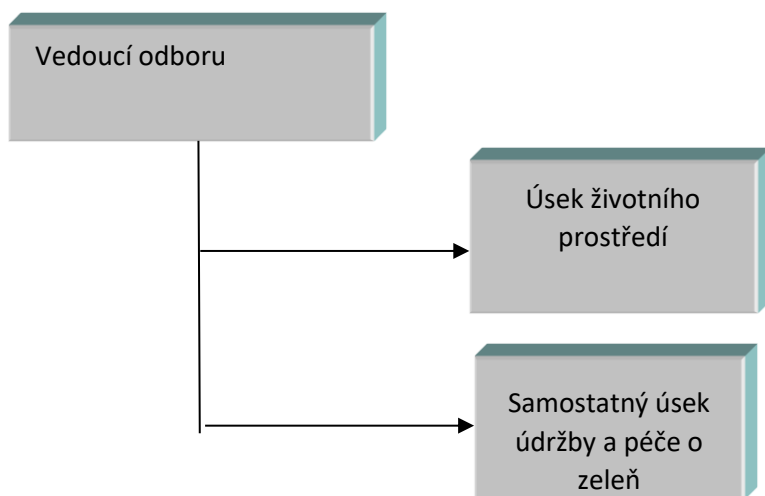 Vedoucí odboru
Úsek životního
prostředí
Samostatný úsek
údržby a péče o
zeleň